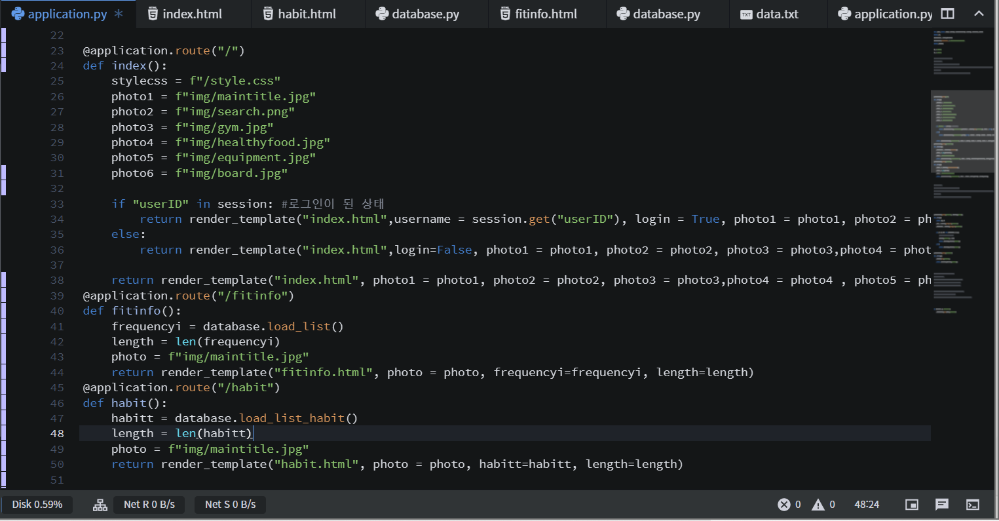 application.py * index.html habit.html database.py fitinfo.html database.py data.txt application.py
22
23 @application.route("/")
24 def index():
25     stylecss = f"/style.css"
26     photo1 = f"img/maintitle.jpg"
27     photo2 = f"img/search.png"
28     photo3 = f"img/gym.jpg"
29     photo4 = f"img/healthyfood.jpg"
30     photo5 = f"img/equipment.jpg"
31     photo6 = f"img/board.jpg"
32
33     if "userID" in session: #로그인이 된 상태
34         return render_template("index.html",username = session.get("userID"), login = True, photo1 = photo1, photo2 = ph
35     else:
36         return render_template("index.html",login=False, photo1 = photo1, photo2 = photo2, photo3 = photo3,photo4 = phot
37
38     return render_template("index.html", photo1 = photo1, photo2 = photo2, photo3 = photo3,photo4 = photo4 , photo5 = ph
39 @application.route("/fitinfo")
40 def fitinfo():
41     frequencyi = database.load_list()
42     length = len(frequencyi)
43     photo = f"img/maintitle.jpg"
44     return render_template("fitinfo.html", photo = photo, frequencyi=frequencyi, length=length)
45 @application.route("/habit")
46 def habit():
47     habitt = database.load_list_habit()
48     length = len(habitt)
49     photo = f"img/maintitle.jpg"
50     return render_template("habit.html", photo = photo, habitt=habitt, length=length)
51
Disk 0.59% Net R 0 B/s Net S 0 B/s 0 0 48:24